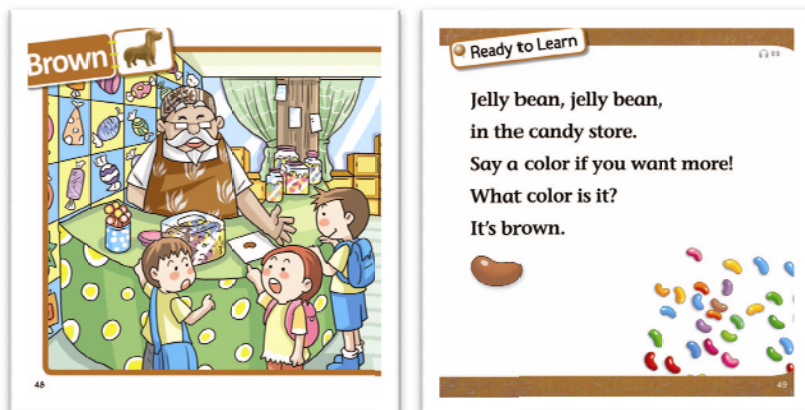 Brown
48
Ready to Learn
22
Jelly bean, jelly bean,
in the candy store.
Say a color if you want more!
What color is it?
It's brown.
49